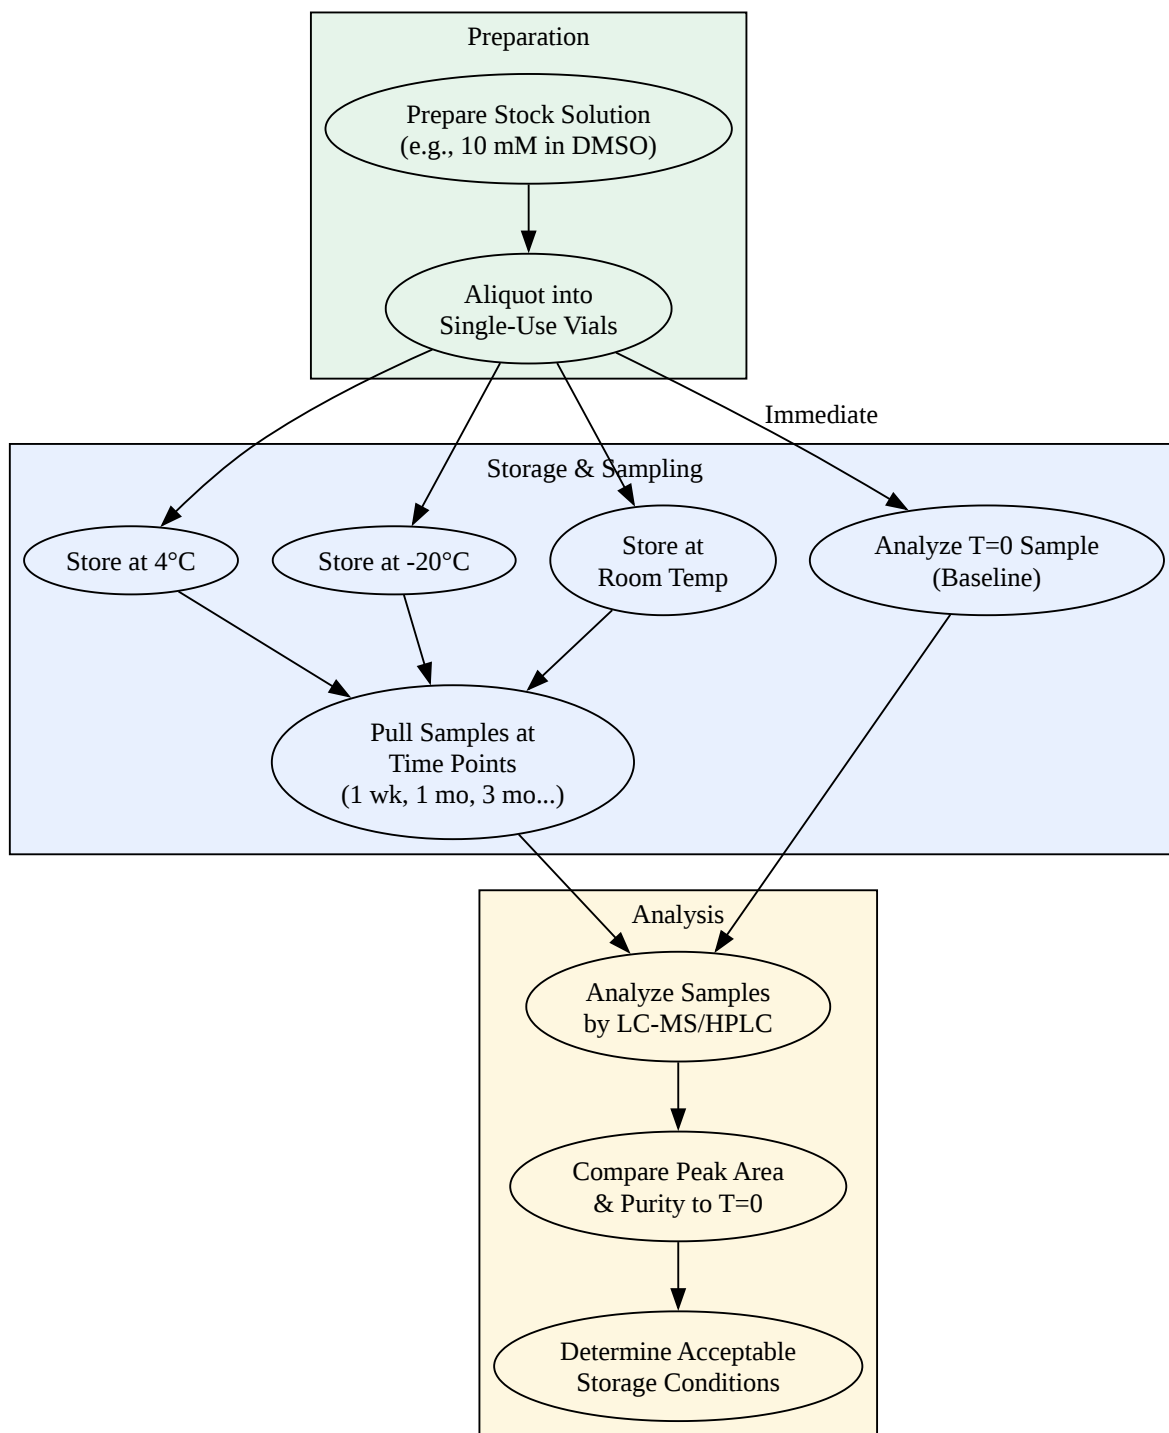 Preparation
Prepare Stock Solution
(e.g., 10 mM in DMSO)
Aliquot into
Single-Use Vials
Immediate
Storage & Sampling
Store at 4°C
Store at -20°C
Store at
Room Temp
Analyze T=0 Sample
(Baseline)
Pull Samples at
Time Points
(1 wk, 1 mo, 3 mo...)
Analysis
Analyze Samples
by LC-MS/HPLC
Compare Peak Area
& Purity to T=0
Determine Acceptable
Storage Conditions